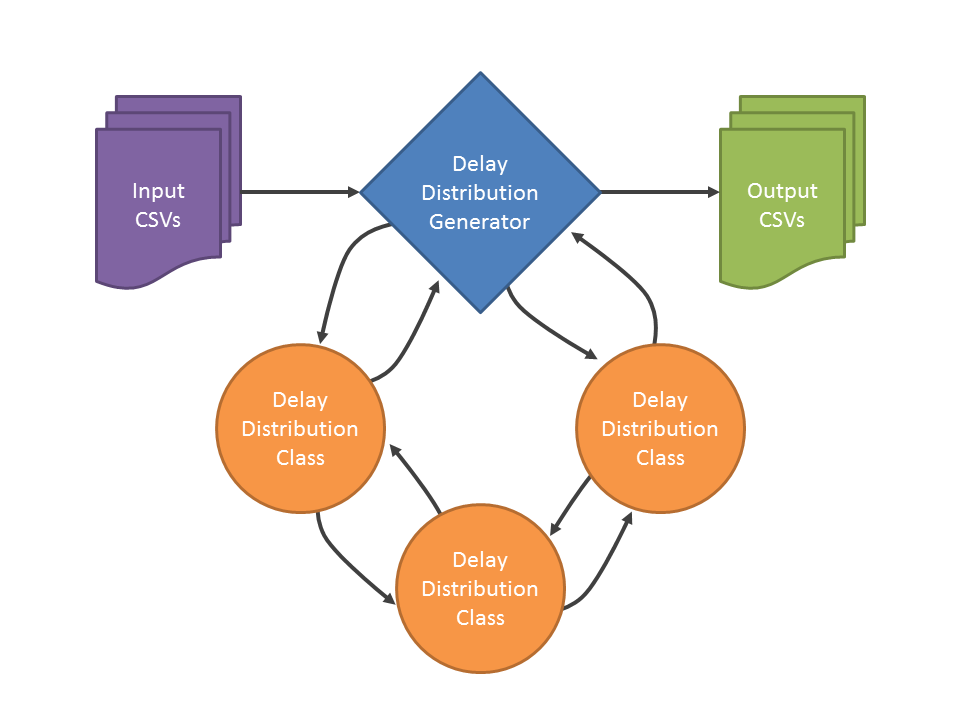 Input
CSVs
Delay
Distribution
Generator
Output
CSVs
Delay
Distribution
Class
Delay
Distribution
Class
Delay
Distribution
Class